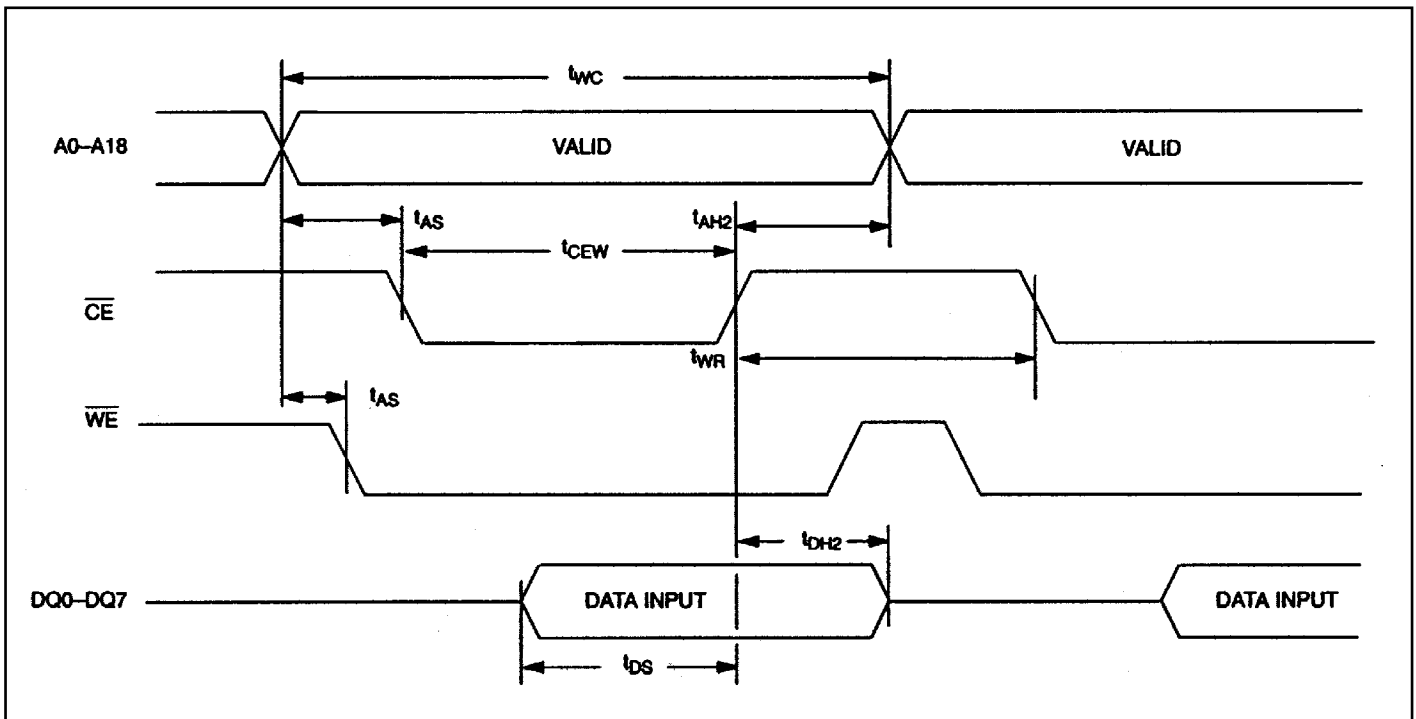 tWC
A0–A18 VALID VALID
tAS tAH2
tCEW
CE
tWR
tAS
WE
tDH2
DQ0–DQ7 DATA INPUT DATA INPUT
tDS